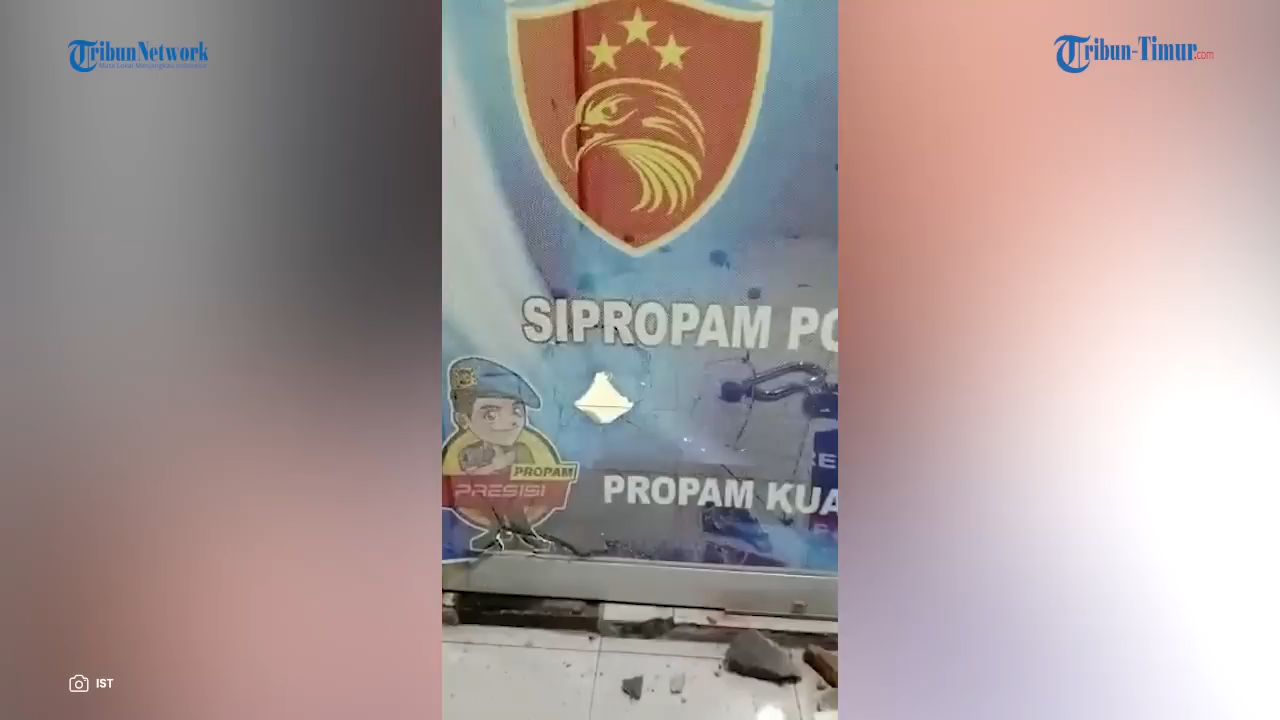 TribunNetwork
Tribun-Timur.com
SIPROPAM PO
PROPAM
PRESISI
PROPAM KUA
IST